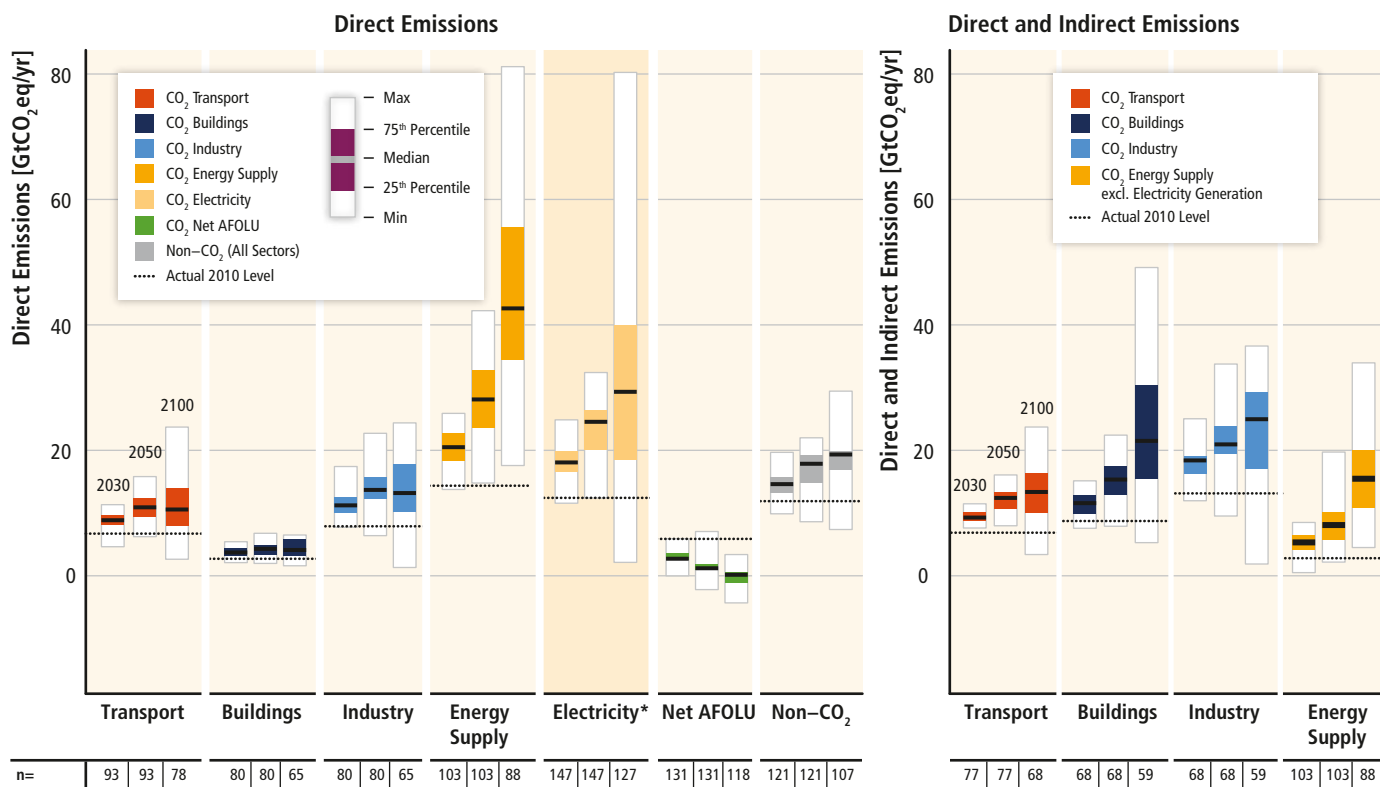 Direct Emissions
Direct Emissions [GtCO2eq/yr]
80
60
40
20
0
CO2 Transport
CO2 Buildings
CO2 Industry
CO2 Energy Supply
CO2 Electricity
CO2 Net AFOLU
Non–CO2 (All Sectors)
Actual 2010 Level
Max
75th Percentile
Median
25th Percentile
Min
2030
2050
2100
Transport
Buildings
Industry
Energy
Supply
Electricity*
Net AFOLU
Non–CO2
n=
93 93 78
80 80 65
80 80 65
103 103 88
147 147 127
131 131 118
121 121 107
Direct and Indirect Emissions
Direct and Indirect Emissions [GtCO2eq/yr]
80
60
40
20
0
CO2 Transport
CO2 Buildings
CO2 Industry
CO2 Energy Supply
excl. Electricity Generation
Actual 2010 Level
2030
2050
2100
Transport
Buildings
Industry
Energy
Supply
77 77 68
68 68 59
68 68 59
103 103 88